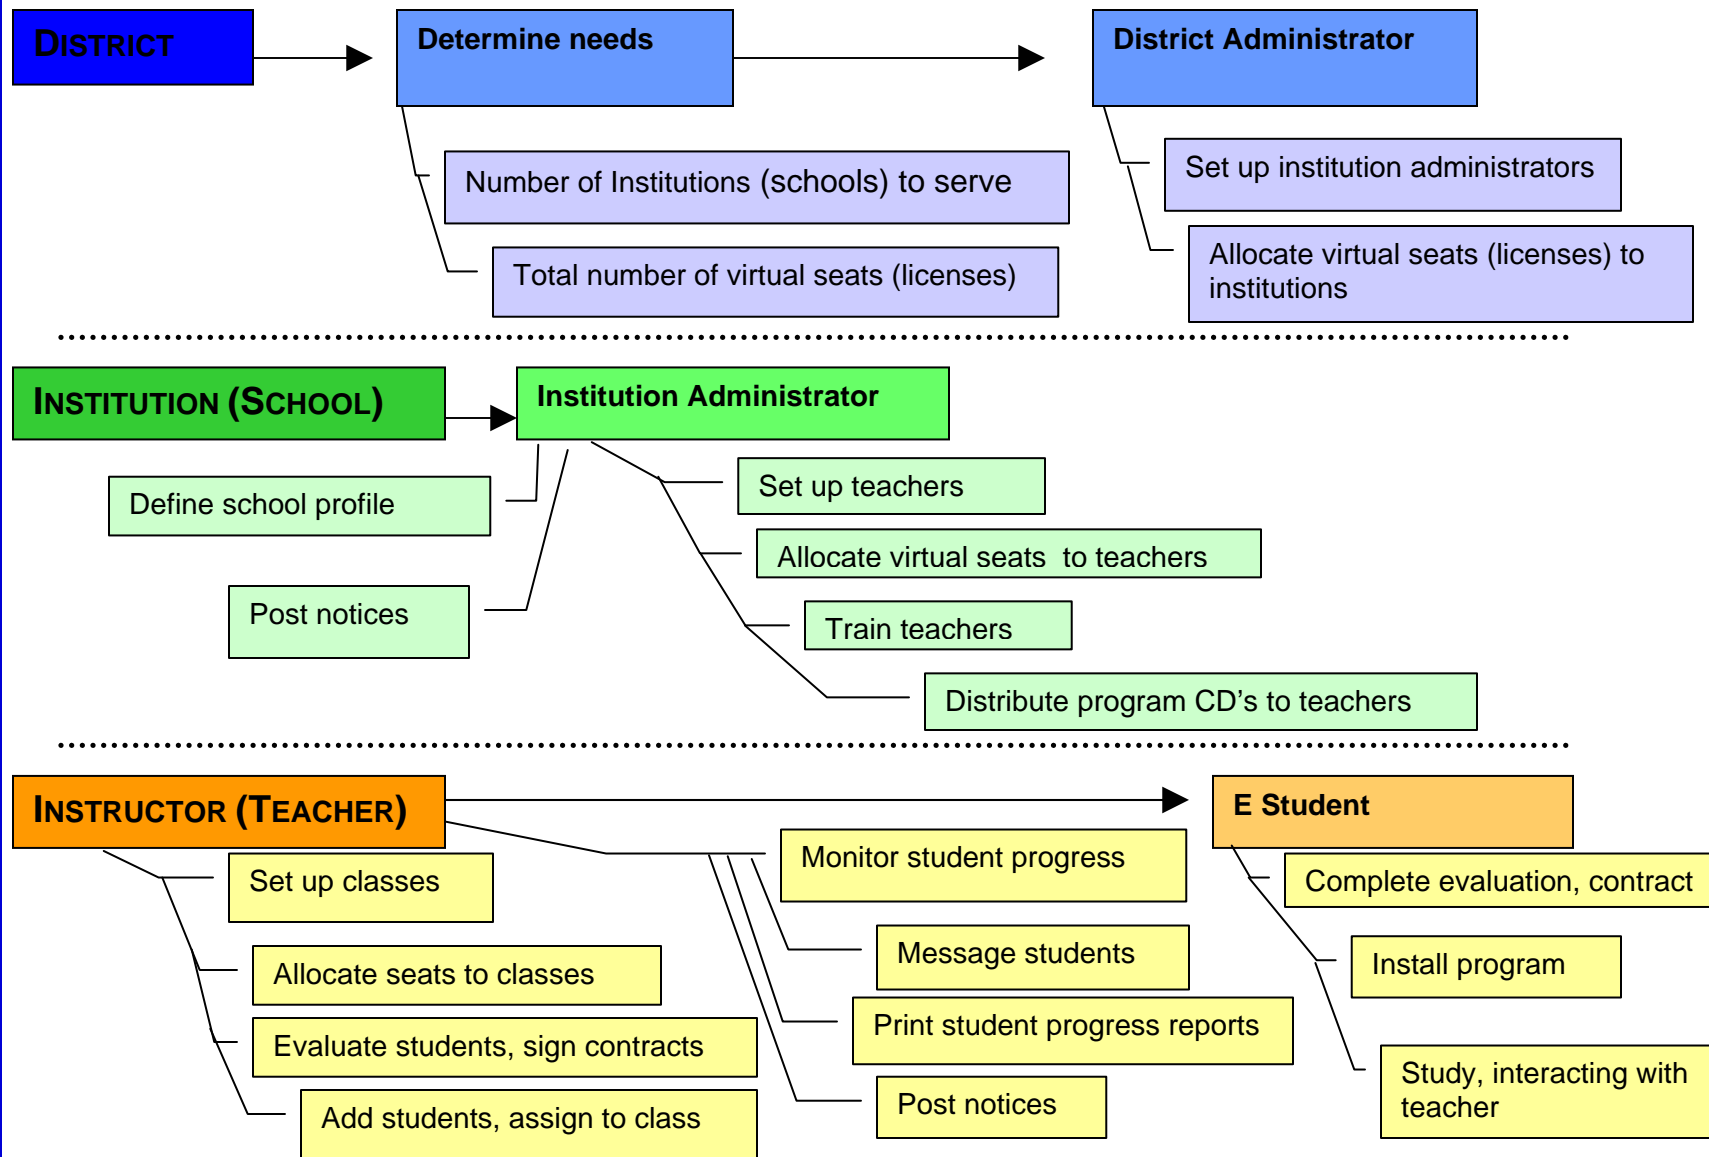 DISTRICT
Determine needs
District Administrator
Number of Institutions (schools) to serve
Set up institution administrators
Total number of virtual seats (licenses)
Allocate virtual seats (licenses) to
institutions
INSTITUTION (SCHOOL)
Institution Administrator
Define school profile
Set up teachers
Allocate virtual seats  to teachers
Post notices
Train teachers
Distribute program CD's to teachers
INSTRUCTOR (TEACHER)
E Student
Set up classes
Monitor student progress
Complete evaluation, contract
Allocate seats to classes
Message students
Install program
Evaluate students, sign contracts
Print student progress reports
Add students, assign to class
Post notices
Study, interacting with
teacher